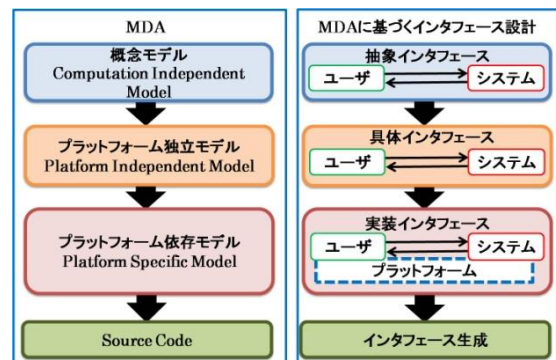 MDA
概念モデル
Computation Independent
Model
プラットフォーム独立モデル
Platform Independent Model
プラットフォーム依存モデル
Platform Specific Model
Source Code
MDAに基づくインタフェース設計
抽象インタフェース
ユーザ
システム
具体インタフェース
ユーザ
システム
実装インタフェース
ユーザ
システム
プラットフォーム
インタフェース生成